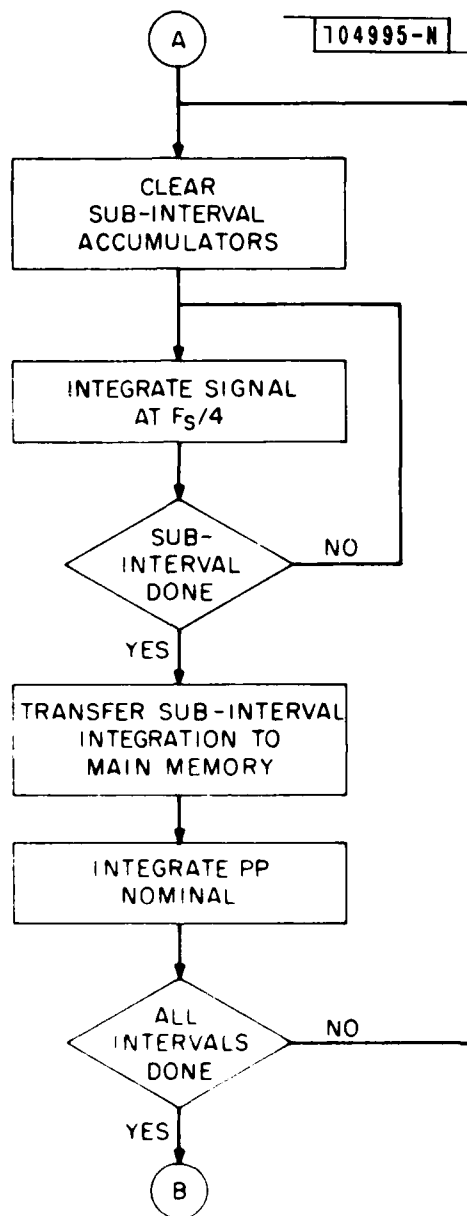 A
104995-N
CLEAR
SUB-INTERVAL
ACCUMULATORS
INTEGRATE SIGNAL
AT FS/4
SUB-
INTERVAL
DONE
NO
YES
TRANSFER SUB-INTERVAL
INTEGRATION TO
MAIN MEMORY
INTEGRATE PP
NOMINAL
ALL
INTERVALS
DONE
NO
YES
B